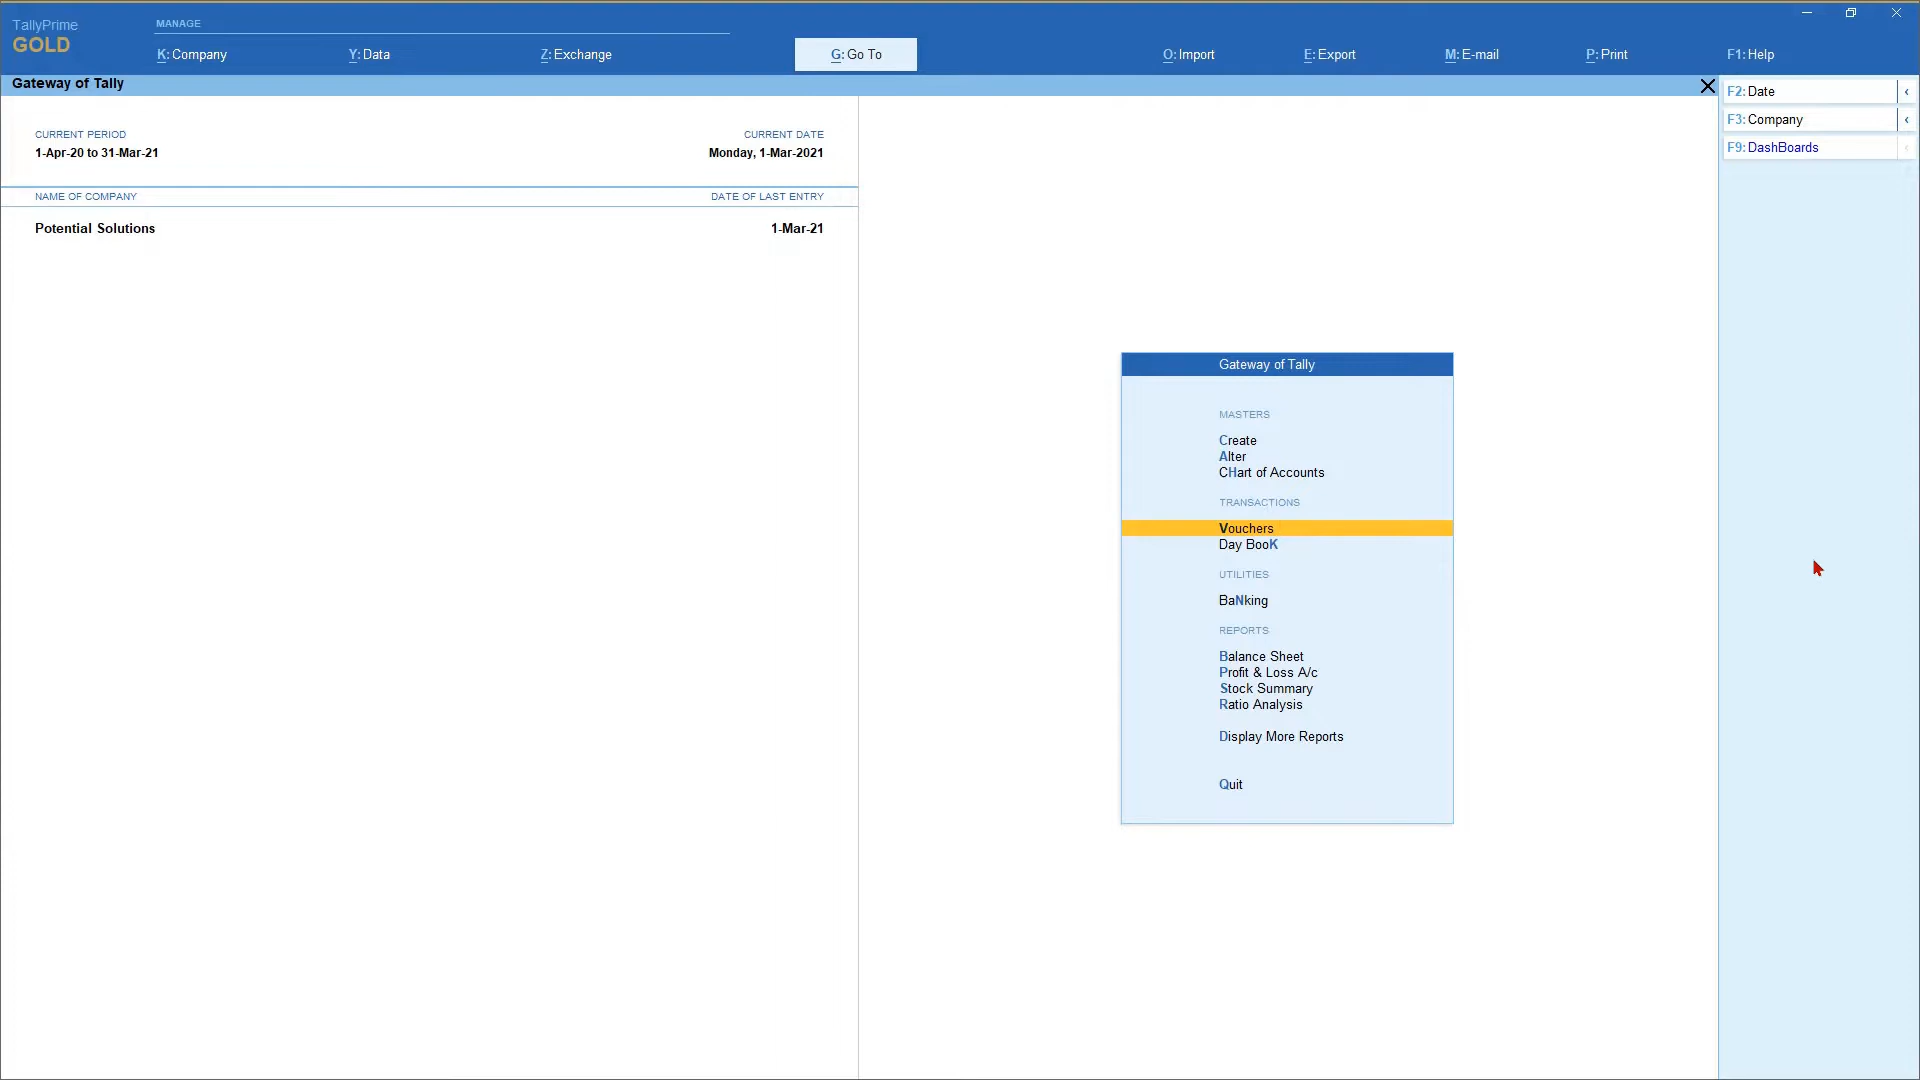 TallyPrime
GOLD
MANAGE
K: Company
Y: Data
Z: Exchange
G: Go To
O: Import
E: Export
M: E-mail
P: Print
F1: Help
Gateway of Tally
F2: Date
F3: Company
F9: DashBoards
CURRENT PERIOD
CURRENT DATE
1-Apr-20 to 31-Mar-21
Monday, 1-Mar-2021
NAME OF COMPANY
DATE OF LAST ENTRY
Potential Solutions
1-Mar-21
Gateway of Tally
MASTERS
Create
Alter
CHart of Accounts
TRANSACTIONS
Vouchers
Day BooK
UTILITIES
BaNking
REPORTS
Balance Sheet
Profit & Loss A/c
Stock Summary
Ratio Analysis
Display More Reports
Quit